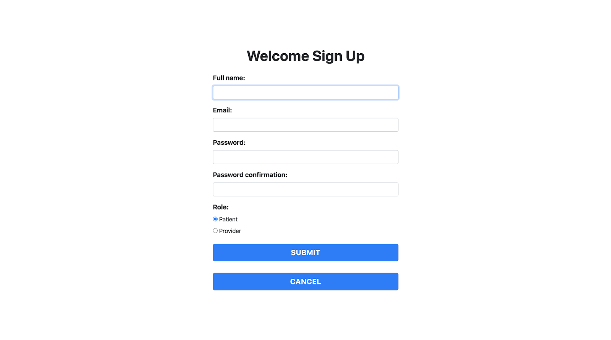 Welcome Sign Up
Full name:
Email:
Password:
Password confirmation:
Role:
Patient
Provider
SUBMIT
CANCEL